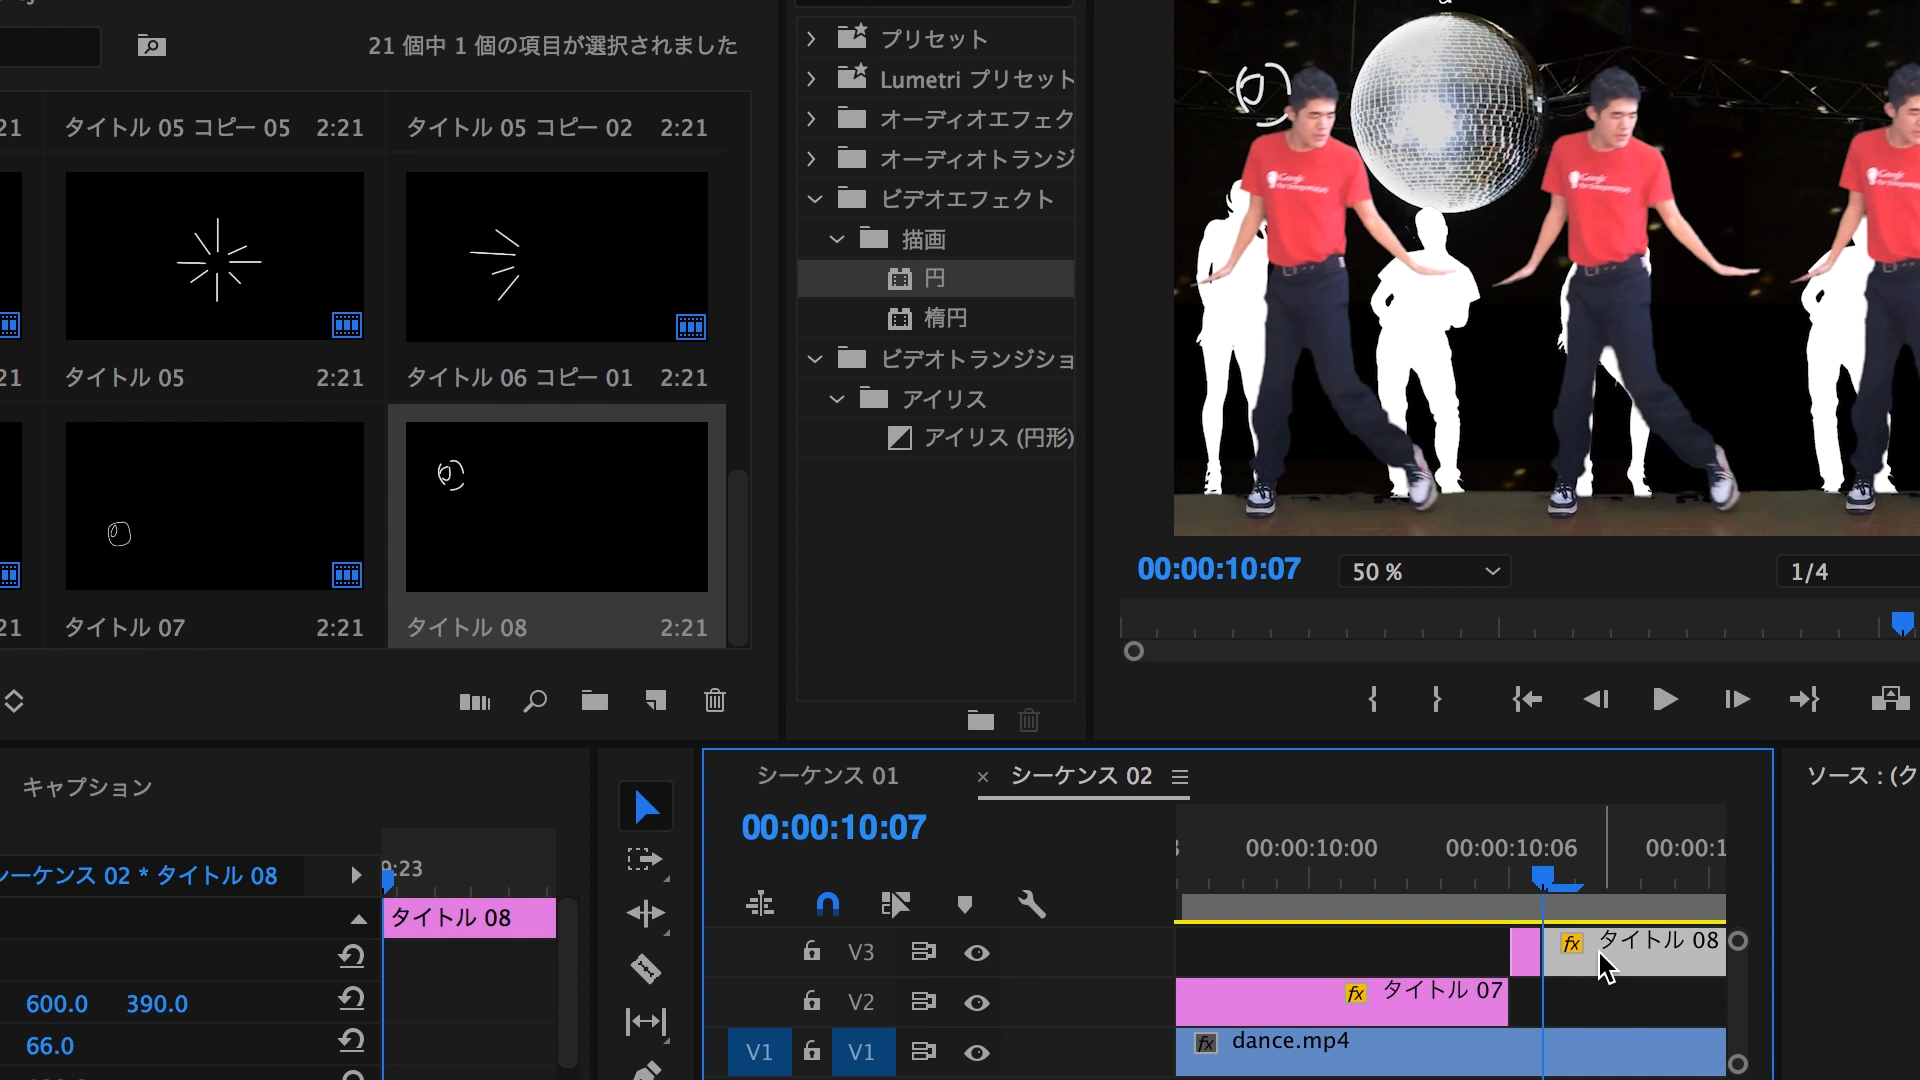 21 個中 1 個の項目が選択されました
21
タイトル 05 コピー 05 2:21
タイトル 05 コピー 02 2:21
21
タイトル 05 2:21
タイトル 06 コピー 01 2:21
21
タイトル 07 2:21
タイトル 08 2:21
プリセット
Lumetri プリセット
オーディオエフェク
オーディオトランジ
ビデオエフェクト
描画
円
楕円
ビデオトランジショ
アイリス
アイリス (円形)
Google
for Entrepreneurs
Google
for Entrepreneurs
00:00:10:07
50 %
1/4
キャプション
シーケンス 02 * タイトル 08
9:23
タイトル 08
600.0 390.0
66.0
シーケンス 01
× シーケンス 02
00:00:10:07
00:00:10:00
00:00:10:06
00:00:1
V3
fx タイトル 08
V2
fx タイトル 07
V1 V1
fx dance.mp4
ソース : (ク